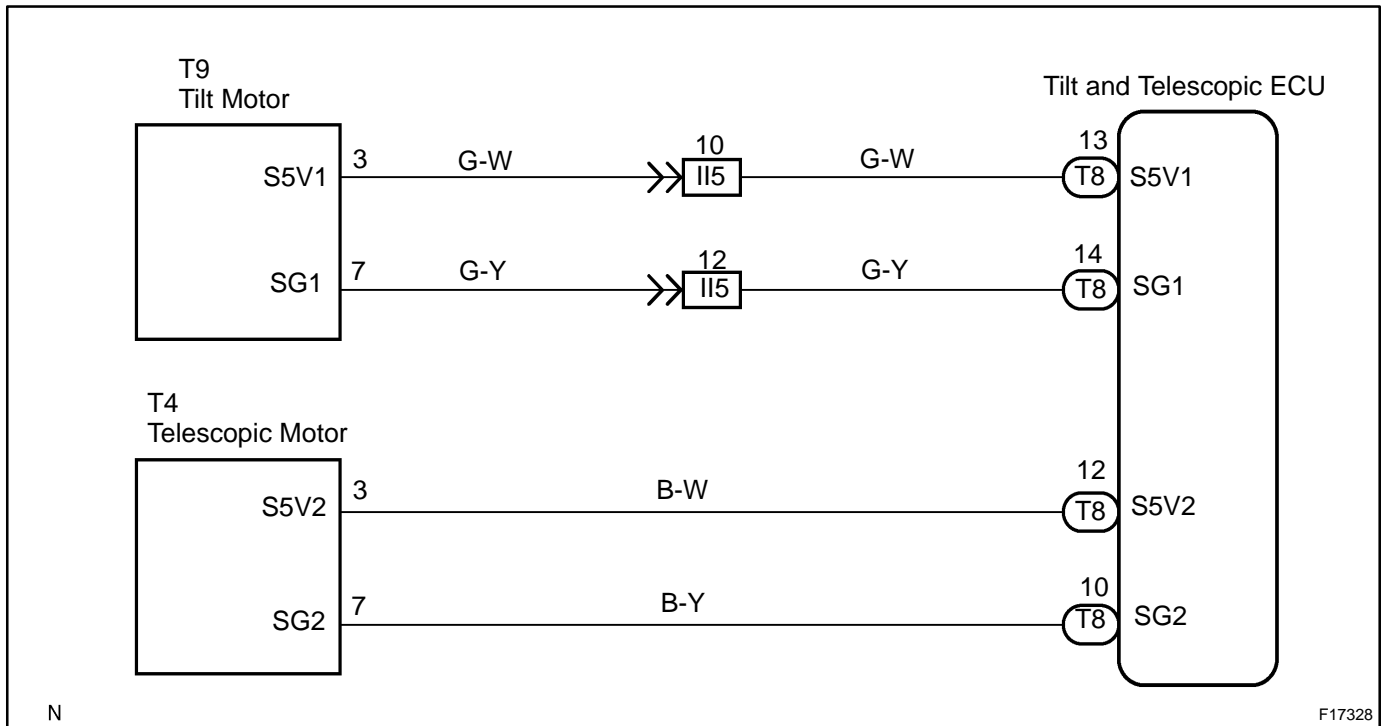 T9
Tilt Motor
Tilt and Telescopic ECU
S5V1 3 G-W 10 II5 G-W 13 T8 S5V1
SG1 7 G-Y 12 II5 G-Y 14 T8 SG1
T4
Telescopic Motor
S5V2 3 B-W 12 T8 S5V2
SG2 7 B-Y 10 T8 SG2
N F17328